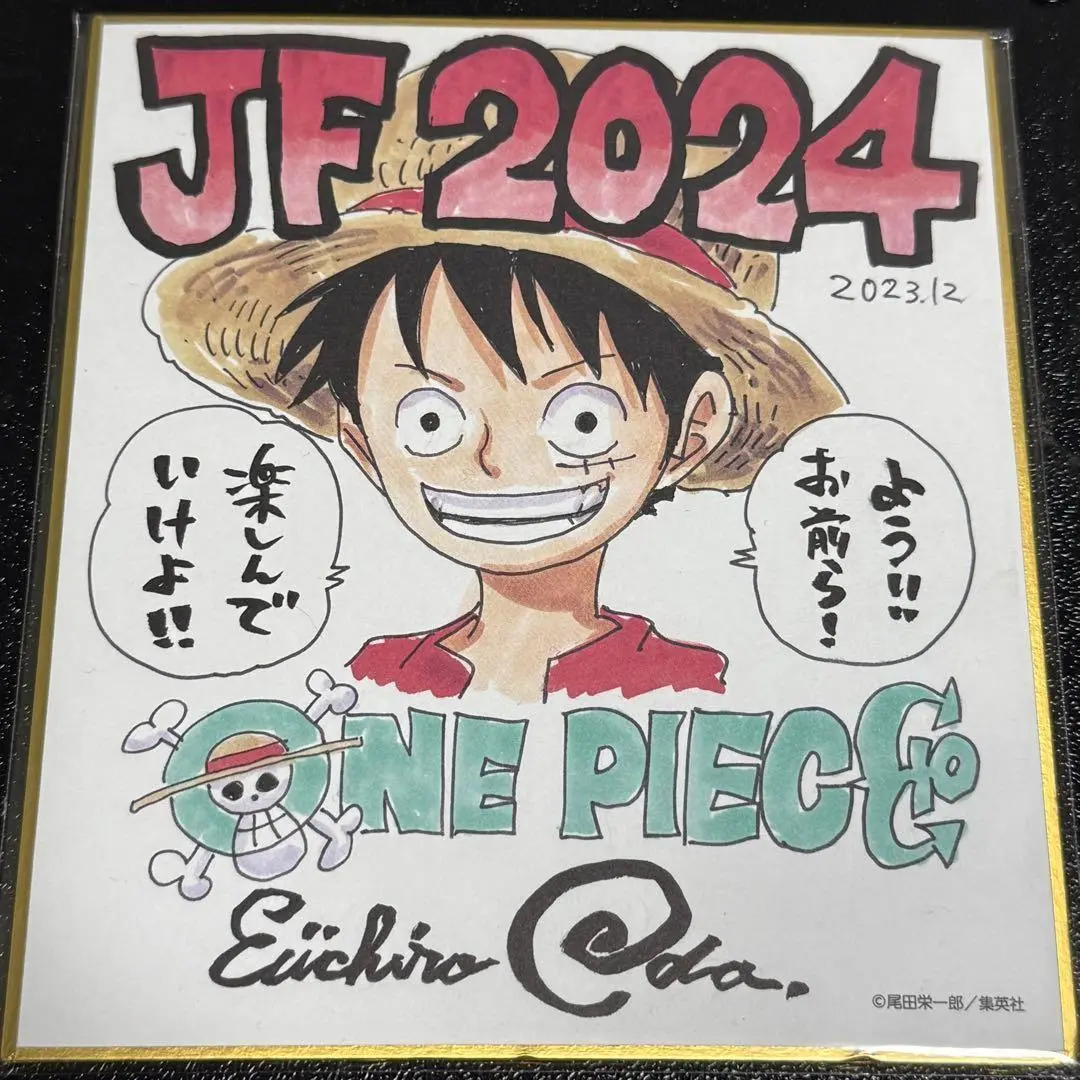 JF 2024
2023.12
よう!!
お前ら!
楽しんで
いけよ!!
ONE PIECE
Eiichiro Oda.
©尾田栄一郎／集英社